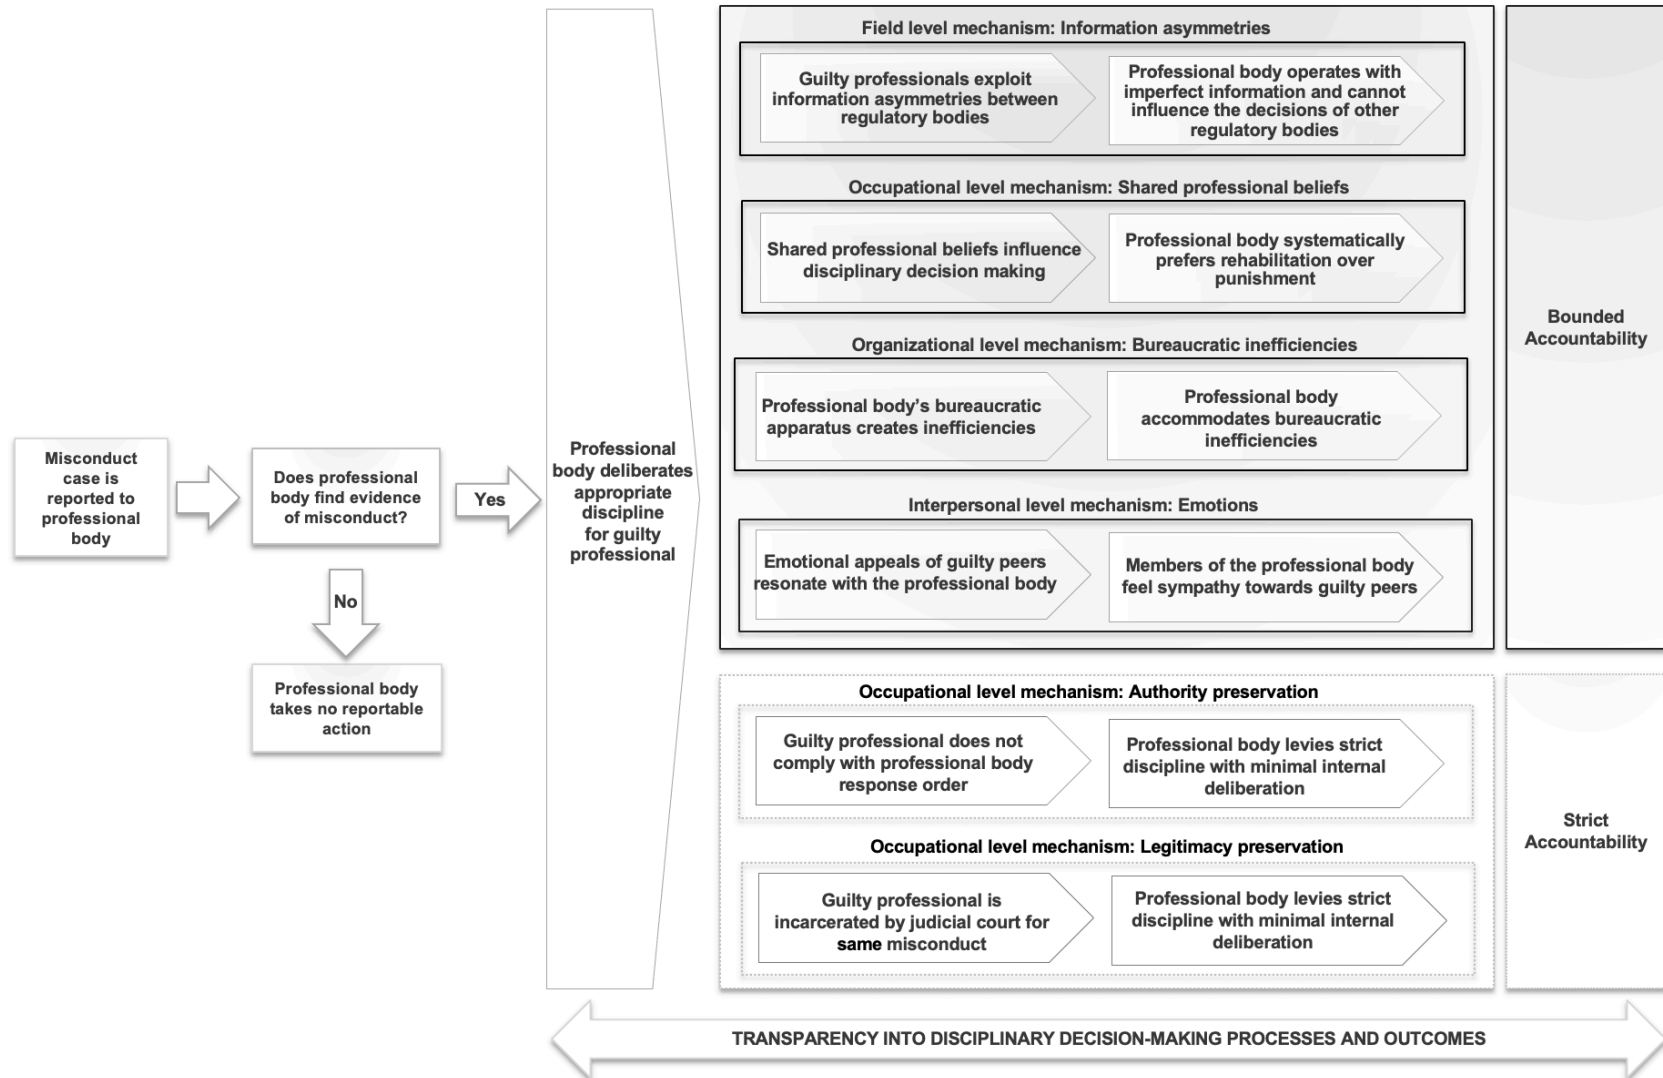 Misconduct
case is
reported to
professional
body
Does professional
body find evidence
of misconduct?
Yes
No
Professional body
takes no reportable
action
Professional
body deliberates
appropriate
discipline
for guilty
professional
Field level mechanism: Information asymmetries
Guilty professionals exploit
information asymmetries between
regulatory bodies
Professional body operates with
imperfect information and cannot
influence the decisions of other
regulatory bodies
Occupational level mechanism: Shared professional beliefs
Shared professional beliefs influence
disciplinary decision making
Professional body systematically
prefers rehabilitation over
punishment
Organizational level mechanism: Bureaucratic inefficiencies
Professional body’s bureaucratic
apparatus creates inefficiencies
Professional body
accommodates bureaucratic
inefficiencies
Interpersonal level mechanism: Emotions
Emotional appeals of guilty peers
resonate with the professional body
Members of the professional body
feel sympathy towards guilty peers
Bounded
Accountability
Occupational level mechanism: Authority preservation
Guilty professional does not
comply with professional body
response order
Professional body levies strict
discipline with minimal internal
deliberation
Occupational level mechanism: Legitimacy preservation
Guilty professional is
incarcerated by judicial court for
same misconduct
Professional body levies strict
discipline with minimal internal
deliberation
Strict
Accountability
TRANSPARENCY INTO DISCIPLINARY DECISION-MAKING PROCESSES AND OUTCOMES